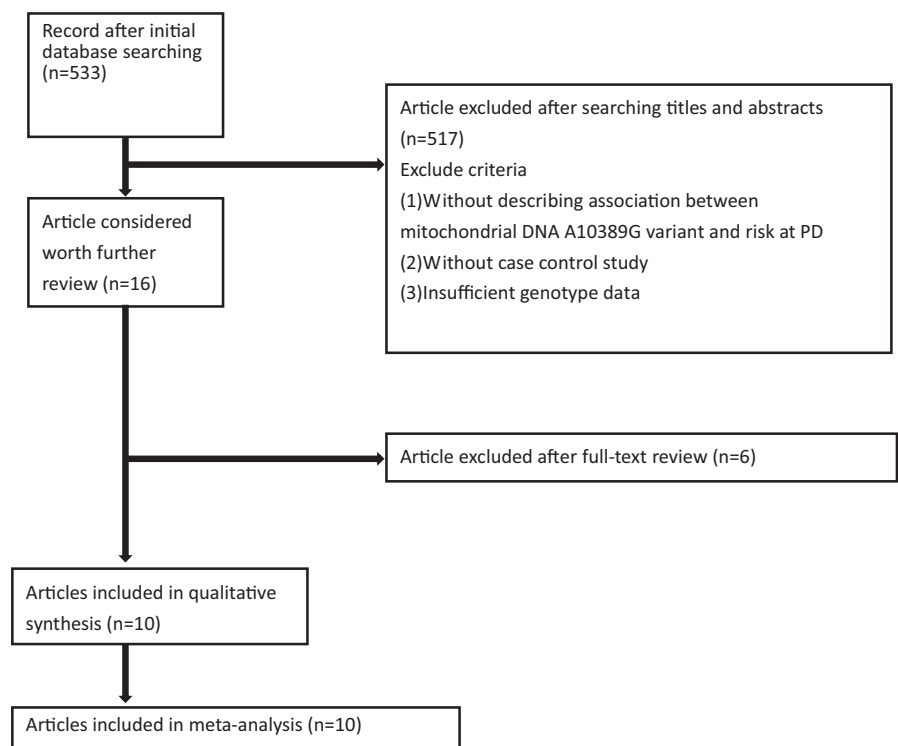 Record after initial
database searching
(n=533)
Article excluded after searching titles and abstracts
(n=517)
Exclude criteria
(1)Without describing association between
mitochondrial DNA A10389G variant and risk at PD
(2)Without case control study
(3)Insufficient genotype data
Article considered
worth further
review (n=16)
Article excluded after full-text review (n=6)
Articles included in qualitative
synthesis (n=10)
Articles included in meta-analysis (n=10)